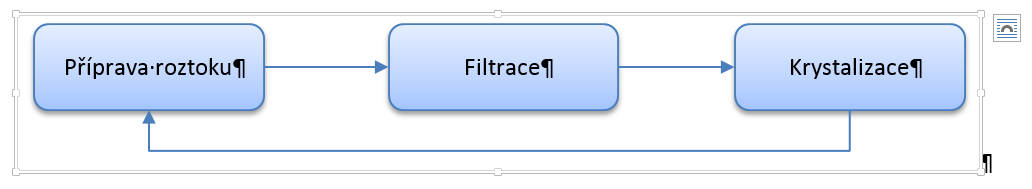 Příprava·roztoku¶
Filtrace¶
Krystalizace¶
¶